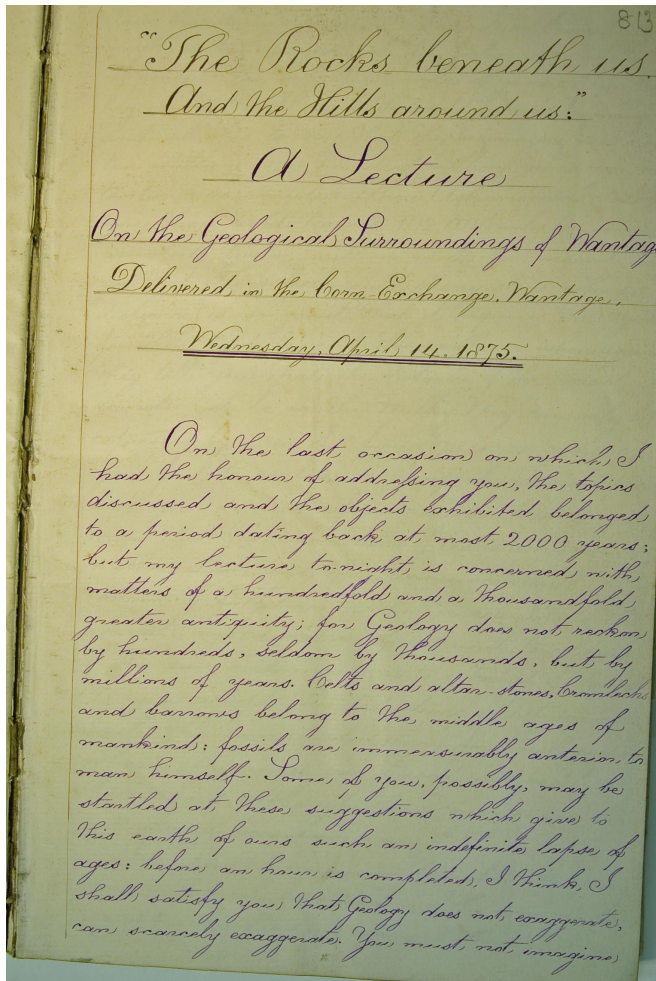 813
"The Rocks beneath us.
And the Hills around us:"
A Lecture
On the Geological Surroundings of Wantag
Delivered in the Corn-Exchange, Wantage,
Wednesday, April 14. 1875.
On the last occasion on which I
had the honour of addressing you, the topics
discussed and the objects exhibited belonged
to a period dating back at most 2000 years;
but my lecture to-night is concerned with
matters of a hundredfold and a thousandfold
greater antiquity; for Geology does not reckon
by hundreds, seldom by thousands, but by
millions of years. Celts and altar-stones, Cromlechs
and barrows belong to the middle ages of
mankind: fossils are immeasurably anterior to
man himself. Some of you, possibly, may be
startled at these suggestions which give to
this earth of ours such an indefinite lapse of
ages: before an hour is completed, I think, I
shall satisfy you that Geology does not exaggerate,
can scarcely exaggerate. You must not imagine